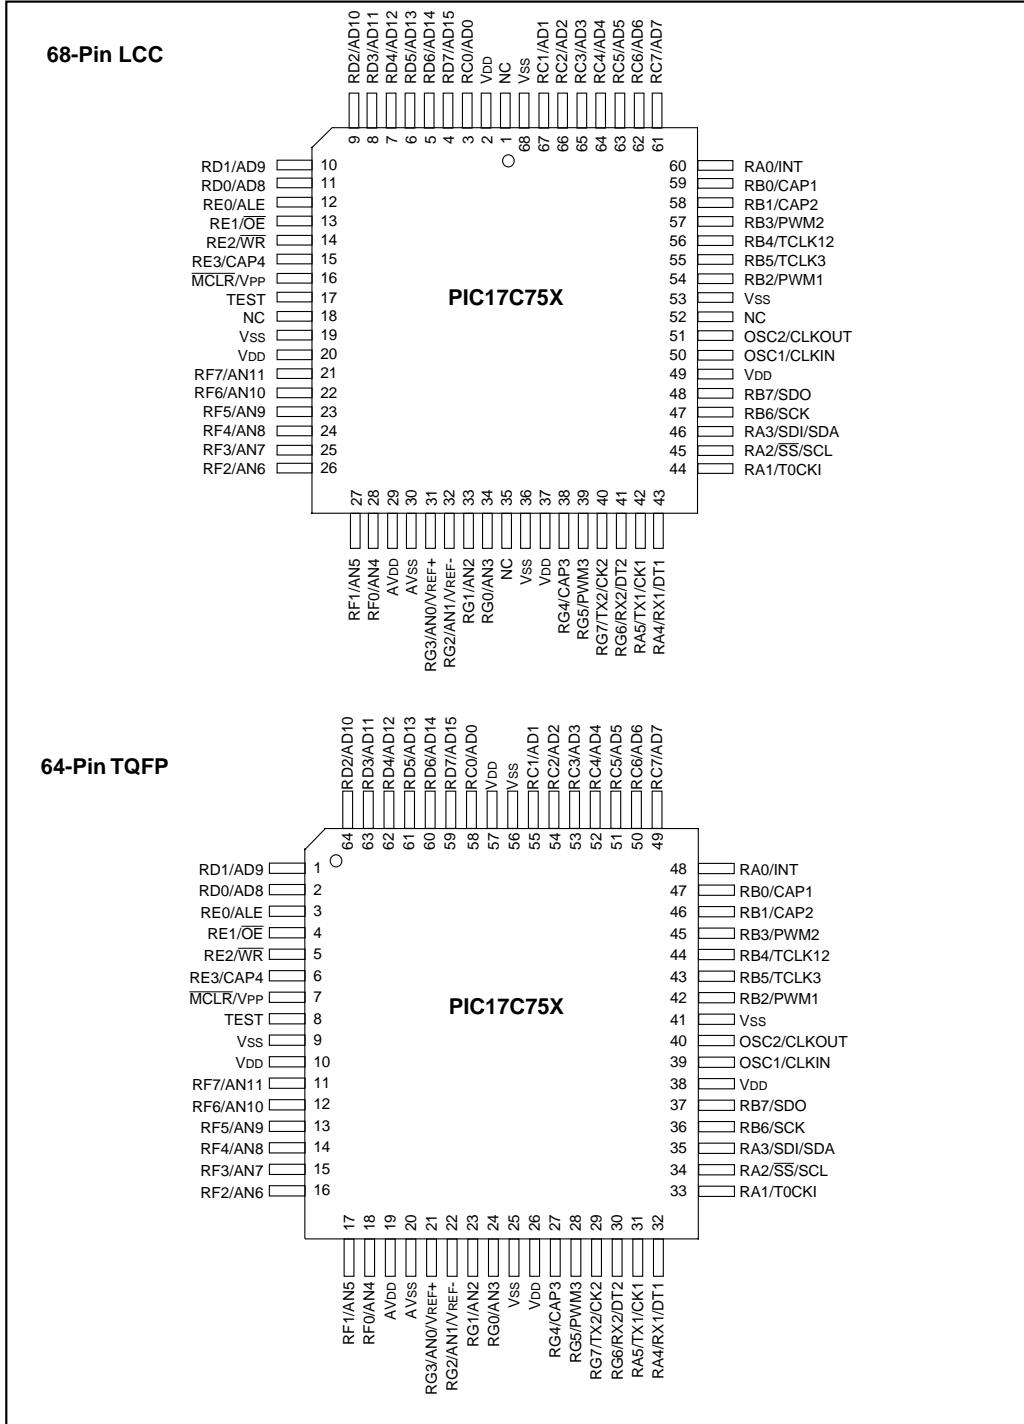 68-Pin LCC
RD2/AD10
RD3/AD11
RD4/AD12
RD5/AD13
RD6/AD14
RD7/AD15
RC0/AD0
VDD
NC
VSS
RC1/AD1
RC2/AD2
RC3/AD3
RC4/AD4
RC5/AD5
RC6/AD6
RC7/AD7
9 8 7 6 5 4 3 2 1 68 67 66 65 64 63 62 61
RD1/AD9 10
RD0/AD8 11
RE0/ALE 12
RE1/OE 13
RE2/WR 14
RE3/CAP4 15
MCLR/VPP 16
TEST 17
NC 18
VSS 19
VDD 20
RF7/AN11 21
RF6/AN10 22
RF5/AN9 23
RF4/AN8 24
RF3/AN7 25
RF2/AN6 26
PIC17C75X
60 RA0/INT
59 RB0/CAP1
58 RB1/CAP2
57 RB3/PWM2
56 RB4/TCLK12
55 RB5/TCLK3
54 RB2/PWM1
53 VSS
52 NC
51 OSC2/CLKOUT
50 OSC1/CLKIN
49 VDD
48 RB7/SDO
47 RB6/SCK
46 RA3/SDI/SDA
45 RA2/SS/SCL
44 RA1/T0CKI
27 28 29 30 31 32 33 34 35 36 37 38 39 40 41 42 43
RF1/AN5
RF0/AN4
AVDD
AVSS
RG3/AN0/VREF+
RG2/AN1/VREF-
RG1/AN2
RG0/AN3
NC
VSS
VDD
RG4/CAP3
RG5/PWM3
RG7/TX2/CK2
RG6/RX2/DT2
RA5/TX1/CK1
RA4/RX1/DT1
64-Pin TQFP
RD2/AD10
RD3/AD11
RD4/AD12
RD5/AD13
RD6/AD14
RD7/AD15
RC0/AD0
VDD
VSS
RC1/AD1
RC2/AD2
RC3/AD3
RC4/AD4
RC5/AD5
RC6/AD6
RC7/AD7
64 63 62 61 60 59 58 57 56 55 54 53 52 51 50 49
RD1/AD9 1
RD0/AD8 2
RE0/ALE 3
RE1/OE 4
RE2/WR 5
RE3/CAP4 6
MCLR/VPP 7
TEST 8
VSS 9
VDD 10
RF7/AN11 11
RF6/AN10 12
RF5/AN9 13
RF4/AN8 14
RF3/AN7 15
RF2/AN6 16
PIC17C75X
48 RA0/INT
47 RB0/CAP1
46 RB1/CAP2
45 RB3/PWM2
44 RB4/TCLK12
43 RB5/TCLK3
42 RB2/PWM1
41 VSS
40 OSC2/CLKOUT
39 OSC1/CLKIN
38 VDD
37 RB7/SDO
36 RB6/SCK
35 RA3/SDI/SDA
34 RA2/SS/SCL
33 RA1/T0CKI
17 18 19 20 21 22 23 24 25 26 27 28 29 30 31 32
RF1/AN5
RF0/AN4
AVDD
AVSS
RG3/AN0/VREF+
RG2/AN1/VREF-
RG1/AN2
RG0/AN3
VSS
VDD
RG4/CAP3
RG5/PWM3
RG7/TX2/CK2
RG6/RX2/DT2
RA5/TX1/CK1
RA4/RX1/DT1